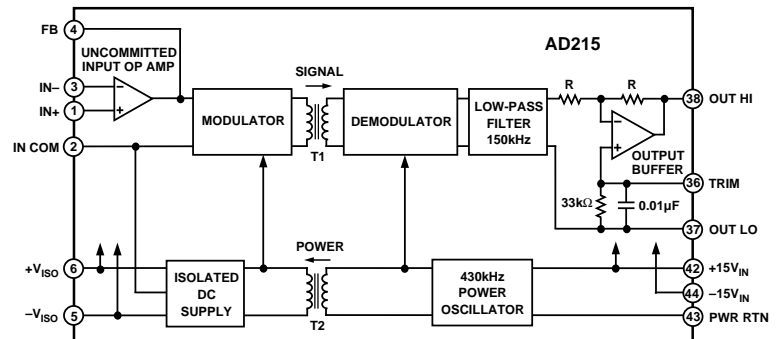 FB
4
AD215
UNCOMMITTED
INPUT OP AMP
SIGNAL
R
R
IN–
3
–
38
OUT HI
IN+
1
+
MODULATOR
DEMODULATOR
LOW-PASS
FILTER
150kHz
–
+
IN COM
2
T1
OUTPUT
BUFFER
36
TRIM
33kΩ
0.01µF
37
OUT LO
POWER
+VISO
6
ISOLATED
DC
SUPPLY
430kHz
POWER
OSCILLATOR
42
+15VIN
44
–15VIN
–VISO
5
T2
43
PWR RTN